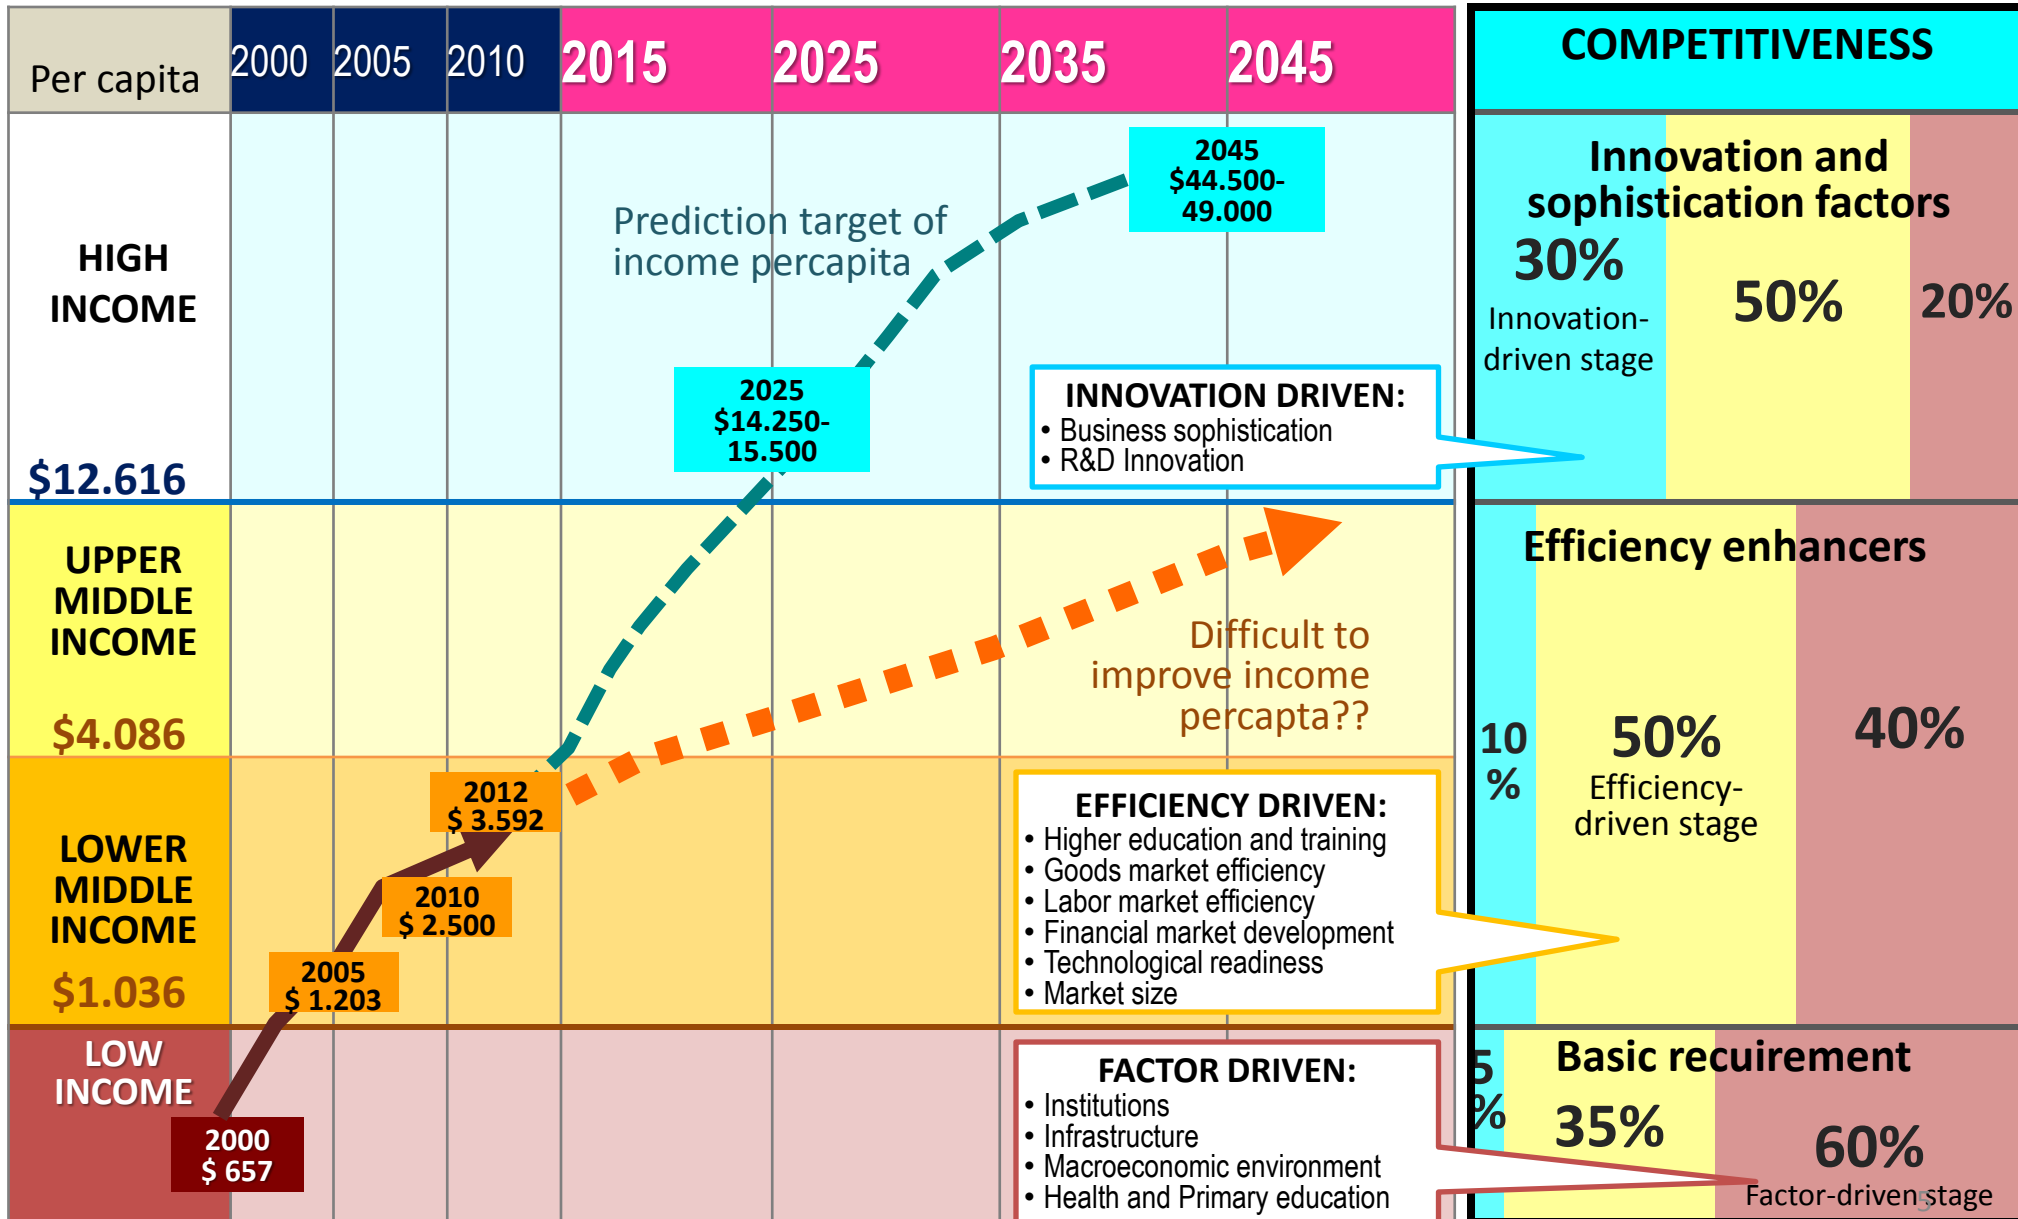 Per capita
2000
2005
2010
2015
2025
2035
2045
HIGH
INCOME
$12.616
UPPER
MIDDLE
INCOME
$4.086
LOWER
MIDDLE
INCOME
$1.036
LOW
INCOME
2000
$ 657
2005
$ 1.203
2010
$ 2.500
2012
$ 3.592
2025
$14.250-
15.500
2045
$44.500-
49.000
Prediction target of
income percapita
Difficult to
improve income
percapta??
INNOVATION DRIVEN:
• Business sophistication
• R&D Innovation
EFFICIENCY DRIVEN:
• Higher education and training
• Goods market efficiency
• Labor market efficiency
• Financial market development
• Technological readiness
• Market size
FACTOR DRIVEN:
• Institutions
• Infrastructure
• Macroeconomic environment
• Health and Primary education
COMPETITIVENESS
Innovation and
sophistication factors
30%
Innovation-
driven stage
50%
20%
Efficiency enhancers
10
%
50%
Efficiency-
driven stage
40%
Basic recuirement
5
%
35%
60%
Factor-driven stage
5